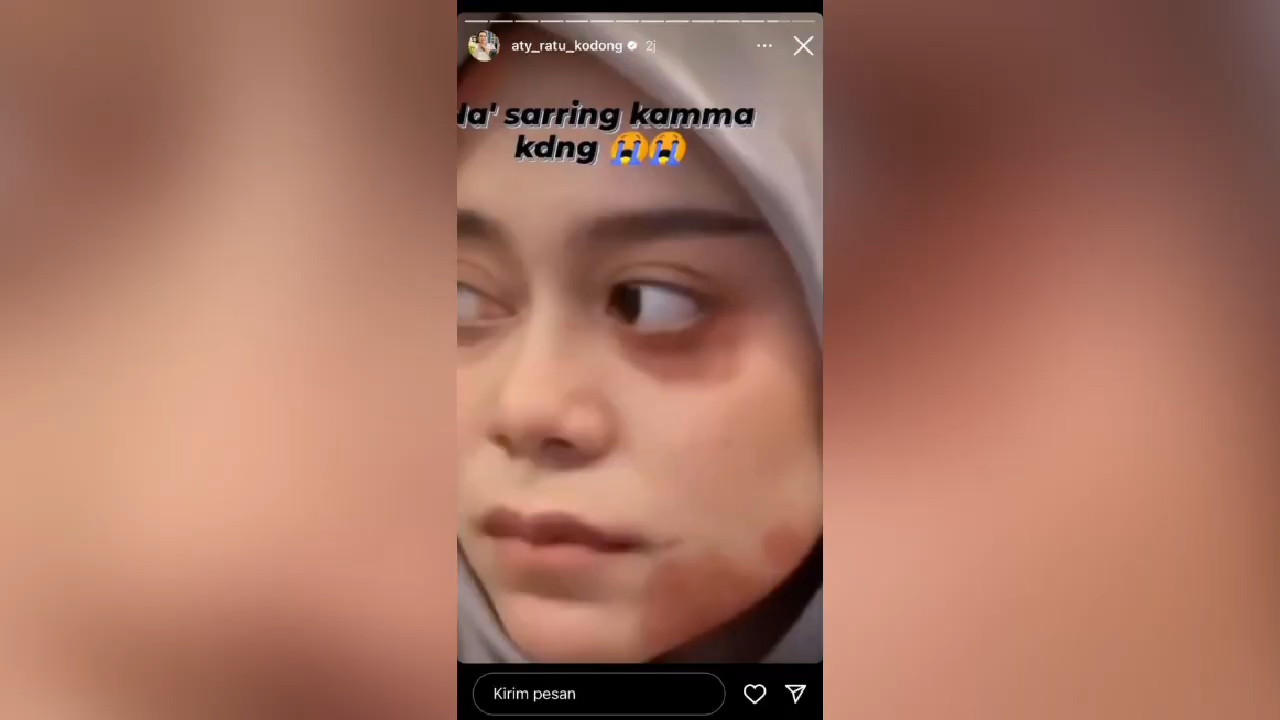 aty_ratu_kodong 2j
sarring kamma
kdng 😭😭
Kirim pesan